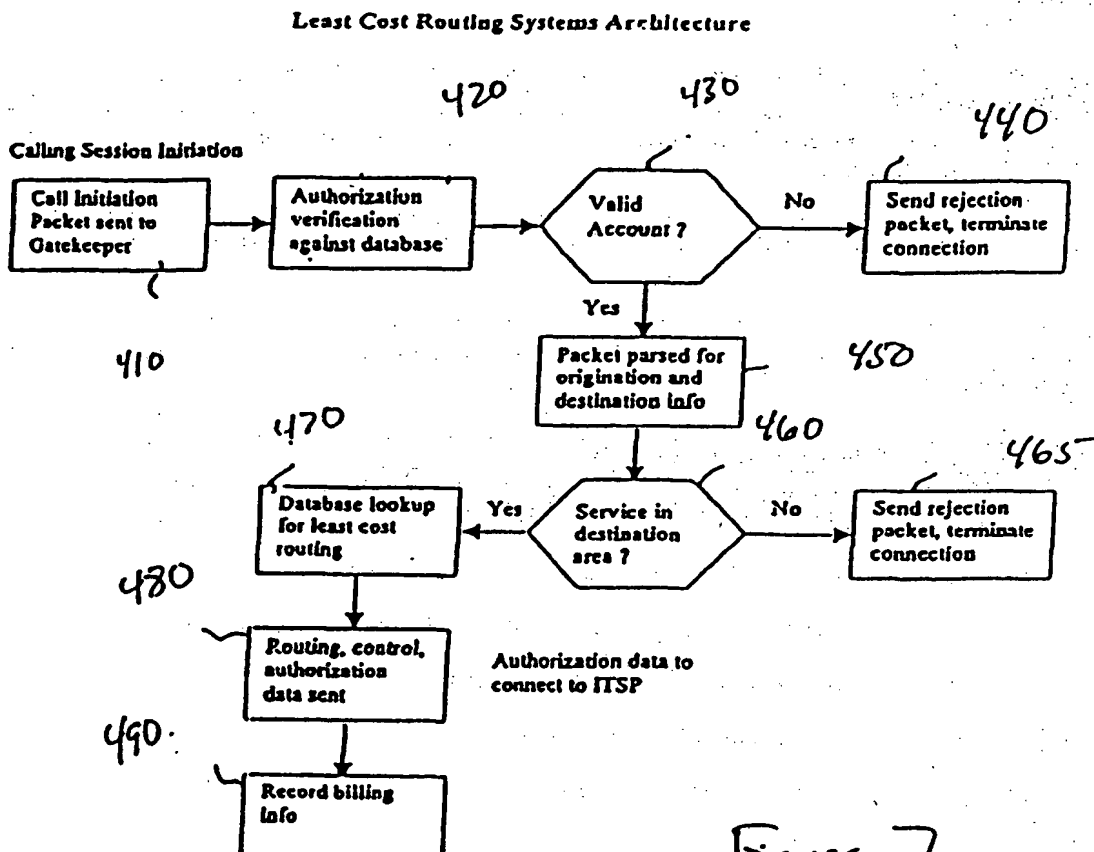 Least Cost Routing Systems Architecture
420
430
440
Calling Session Initiation
Call Initiation
Packet sent to
Gatekeeper
Authorization
verification
against database
Valid
Account ?
No
Send rejection
packet, terminate
connection
Yes
410
Packet parsed for
origination and
destination info
450
470
460
465
Database lookup
for least cost
routing
Yes
Service in
destination
area ?
No
Send rejection
packet, terminate
connection
480
Routing, control,
authorization
data sent
Authorization data to
connect to ITSP
490
Record billing
info
Figure 7